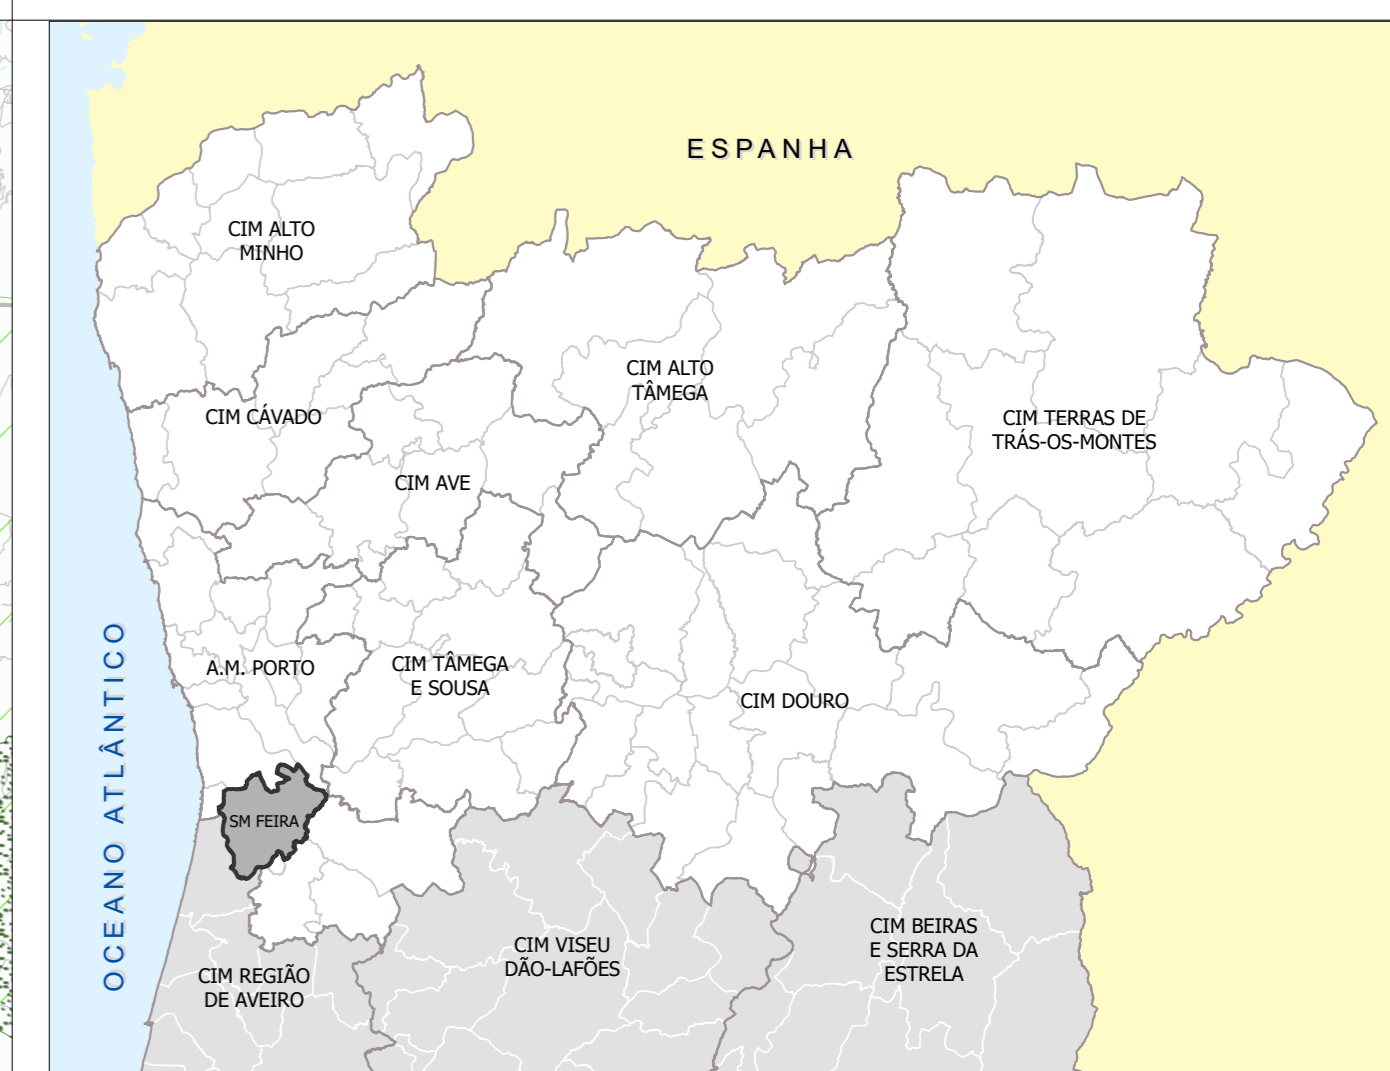 ESPANHA
CIM ALTO
MINHO
CIM ALTO
TÂMEGA
CIM CÁVADO
CIM TERRAS DE
TRÁS-OS-MONTES
CIM AVE
A.M. PORTO
CIM TÂMEGA
E SOUSA
CIM DOURO
OCEANO ATLÂNTICO
SM FEIRA
CIM VISEU
DÃO-LAFÕES
CIM BEIRAS
E SERRA DA
ESTRELA
CIM REGIÃO
DE AVEIRO